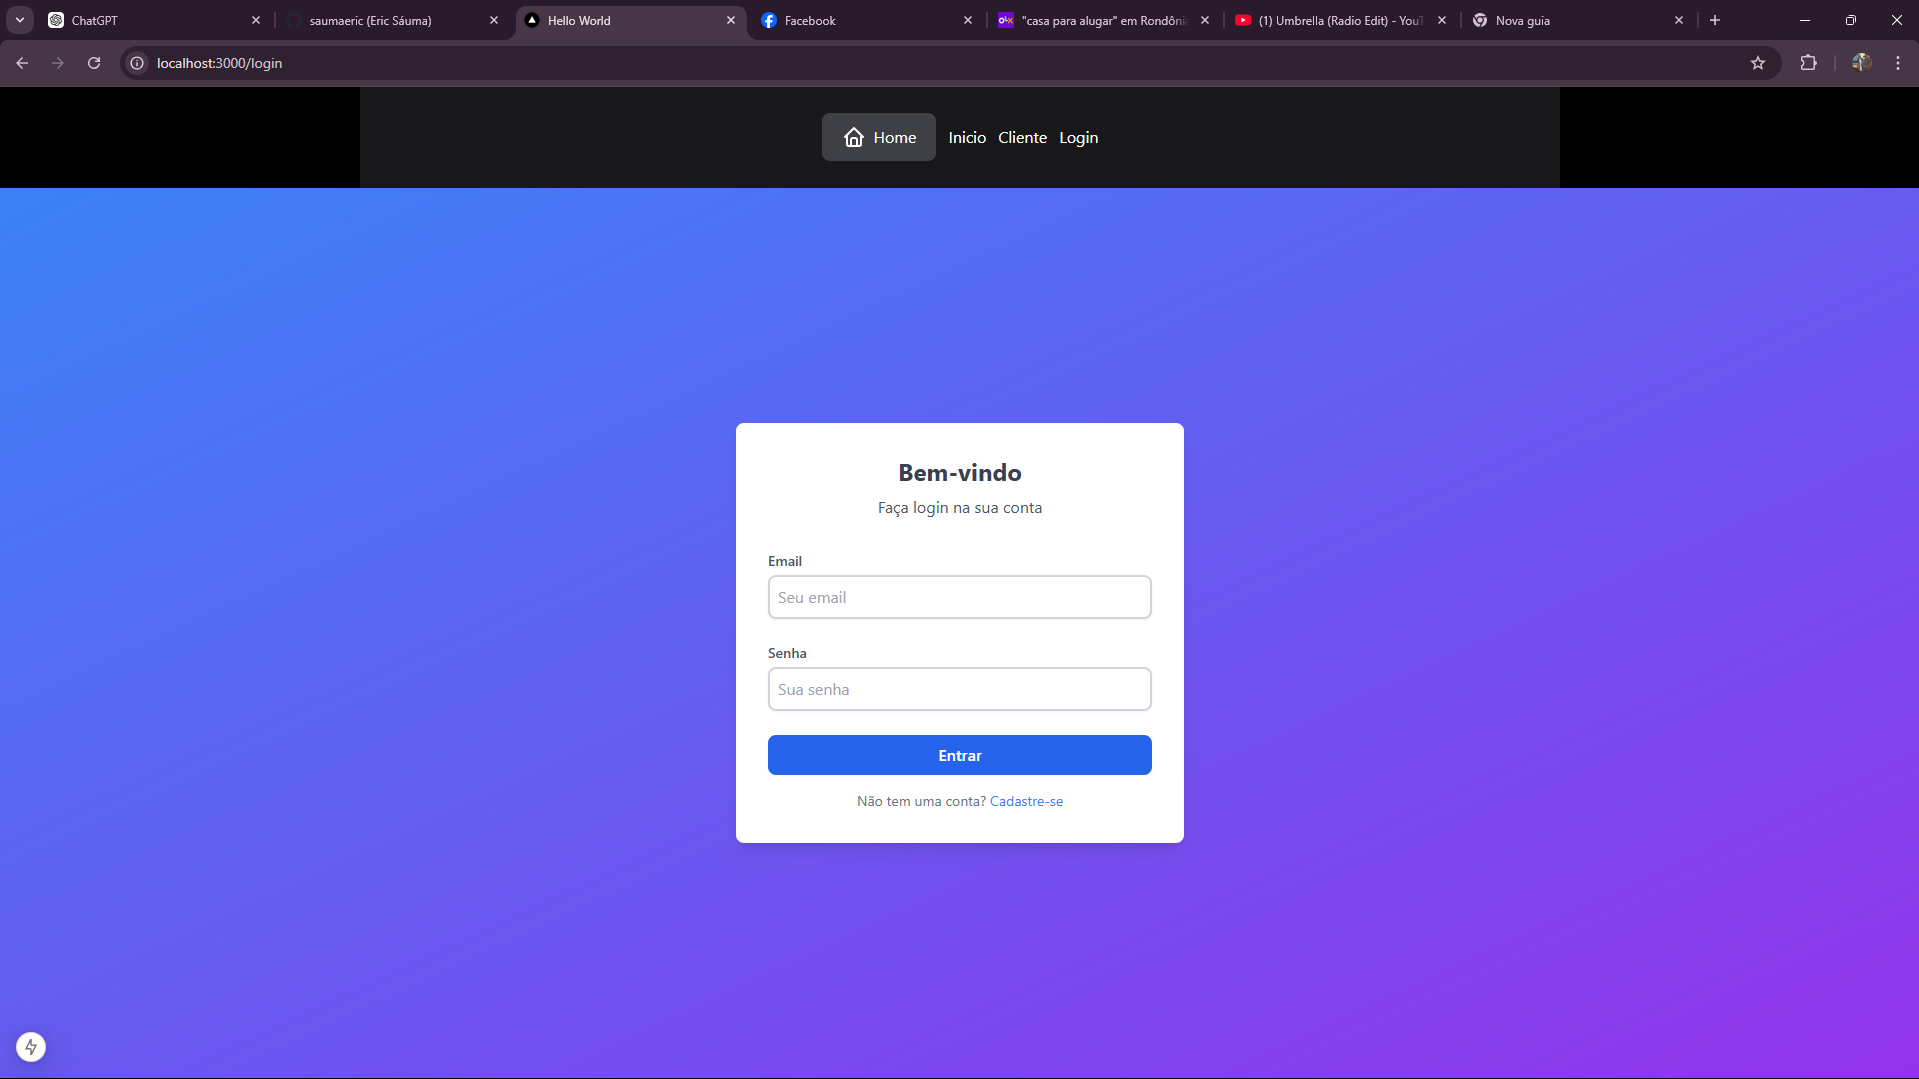 ChatGPT
saumaeric (Eric Sáuma)
Hello World
Facebook
"casa para alugar" em Rondôni
(1) Umbrella (Radio Edit) - YouT
Nova guia
localhost:3000/login
Home Inicio Cliente Login
Bem-vindo
Faça login na sua conta
Email
Seu email
Senha
Sua senha
Entrar
Não tem uma conta? Cadastre-se